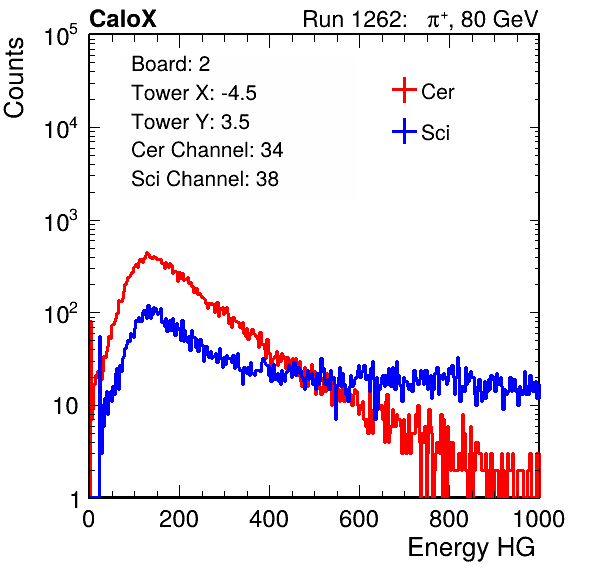 CaloX Run 1262: π⁺, 80 GeV
Counts
10⁵
10⁴
10³
10²
10
1
Board: 2
Tower X: -4.5
Tower Y: 3.5
Cer Channel: 34
Sci Channel: 38
Cer
Sci
0 200 400 600 800 1000
Energy HG